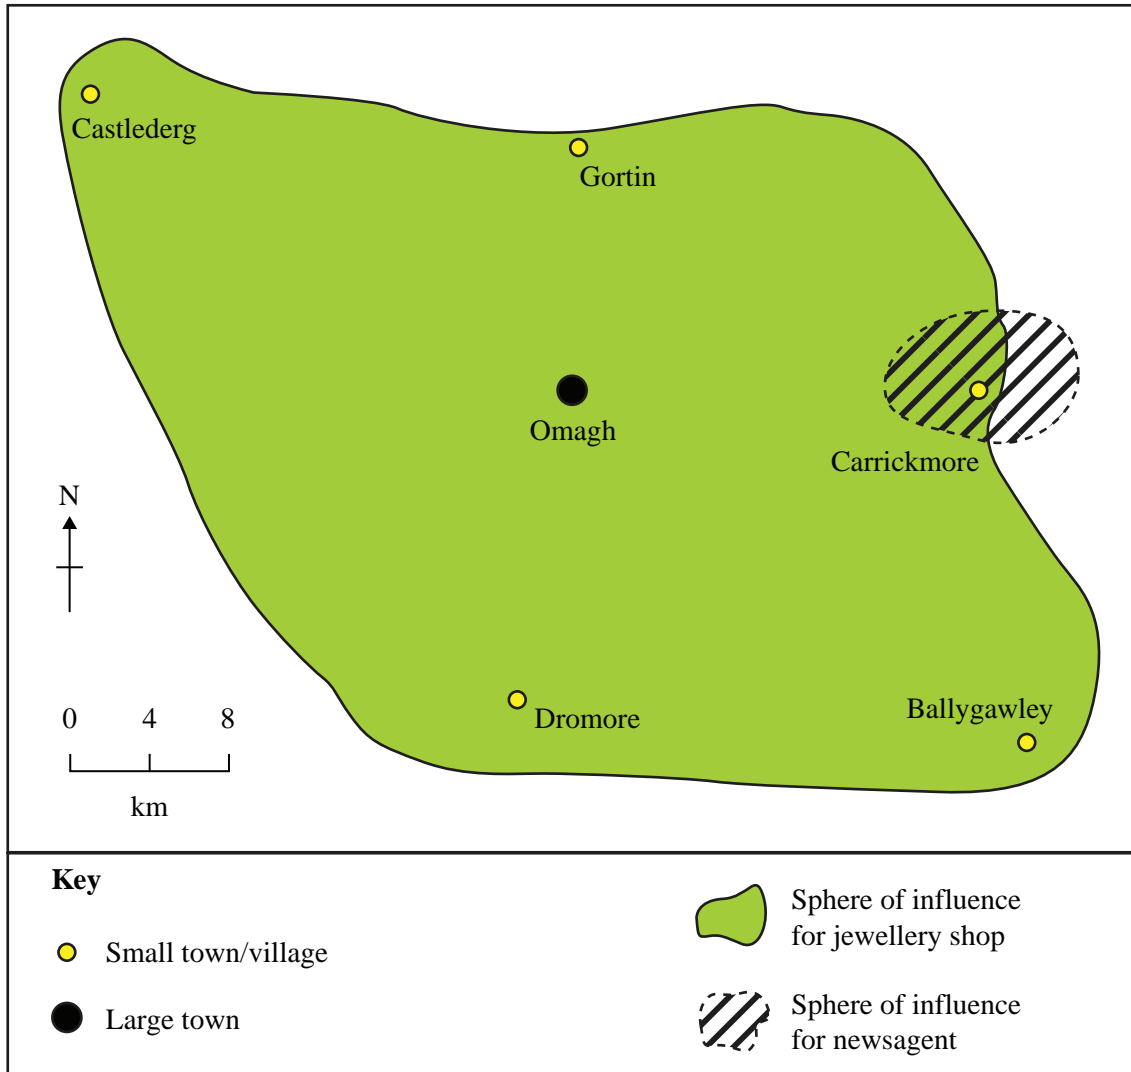 Castlederg
Gortin
Omagh
Carrickmore
N
Dromore
Ballygawley
0 4 8
km
Key
Small town/village
Large town
Sphere of influence
for jewellery shop
Sphere of influence
for newsagent